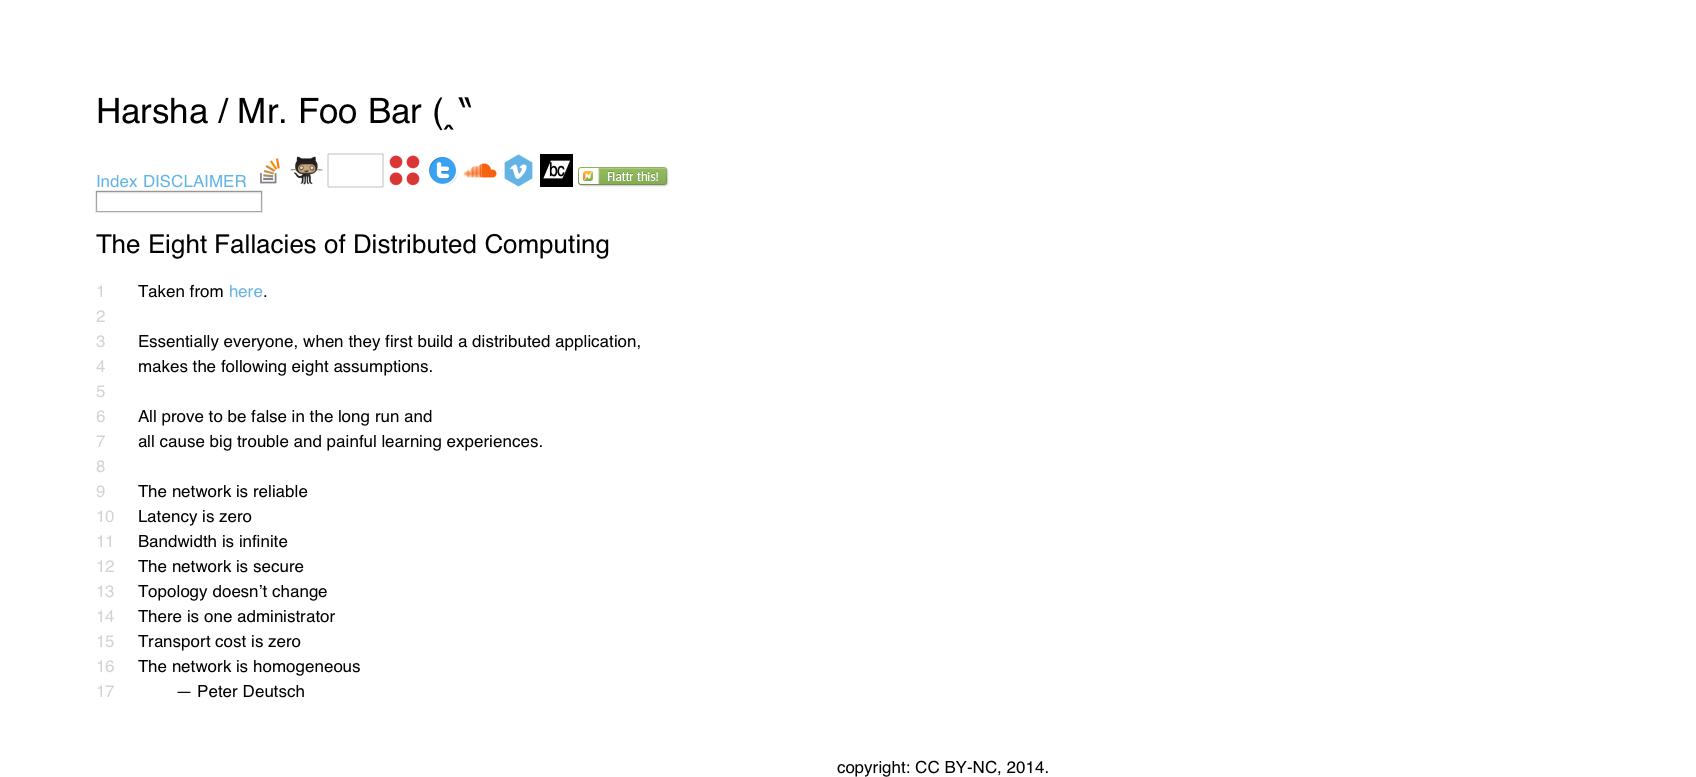 Harsha / Mr. Foo Bar (‸‶
Index DISCLAIMER bc Flattr this!
The Eight Fallacies of Distributed Computing
1 Taken from here.
2
3 Essentially everyone, when they first build a distributed application,
4 makes the following eight assumptions.
5
6 All prove to be false in the long run and
7 all cause big trouble and painful learning experiences.
8
9 The network is reliable
10 Latency is zero
11 Bandwidth is infinite
12 The network is secure
13 Topology doesn’t change
14 There is one administrator
15 Transport cost is zero
16 The network is homogeneous
17 — Peter Deutsch
copyright: CC BY-NC, 2014.